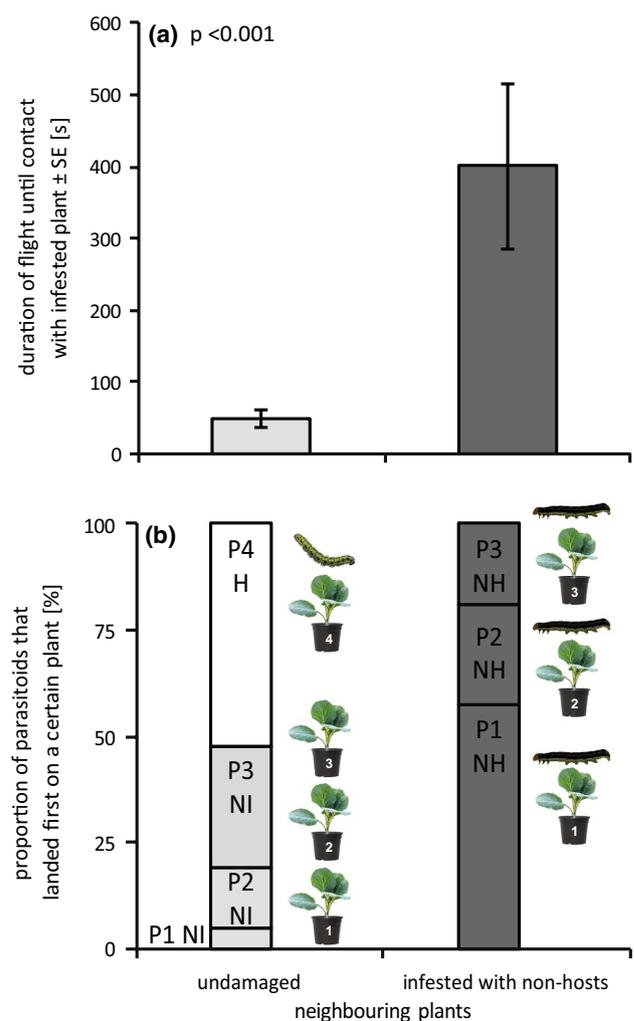 600
(a) p <0.001
500
400
300
200
100
0
duration of flight until contact
with infested plant ± SE [s]
100
(b)
75
50
25
0
proportion of parasitoids that
landed first on a certain plant [%]
P4
H
P3
NI
P2
NI
P1 NI
4
3
2
1
P3
NH
P2
NH
P1
NH
3
2
1
undamaged
infested with non-hosts
neighbouring plants